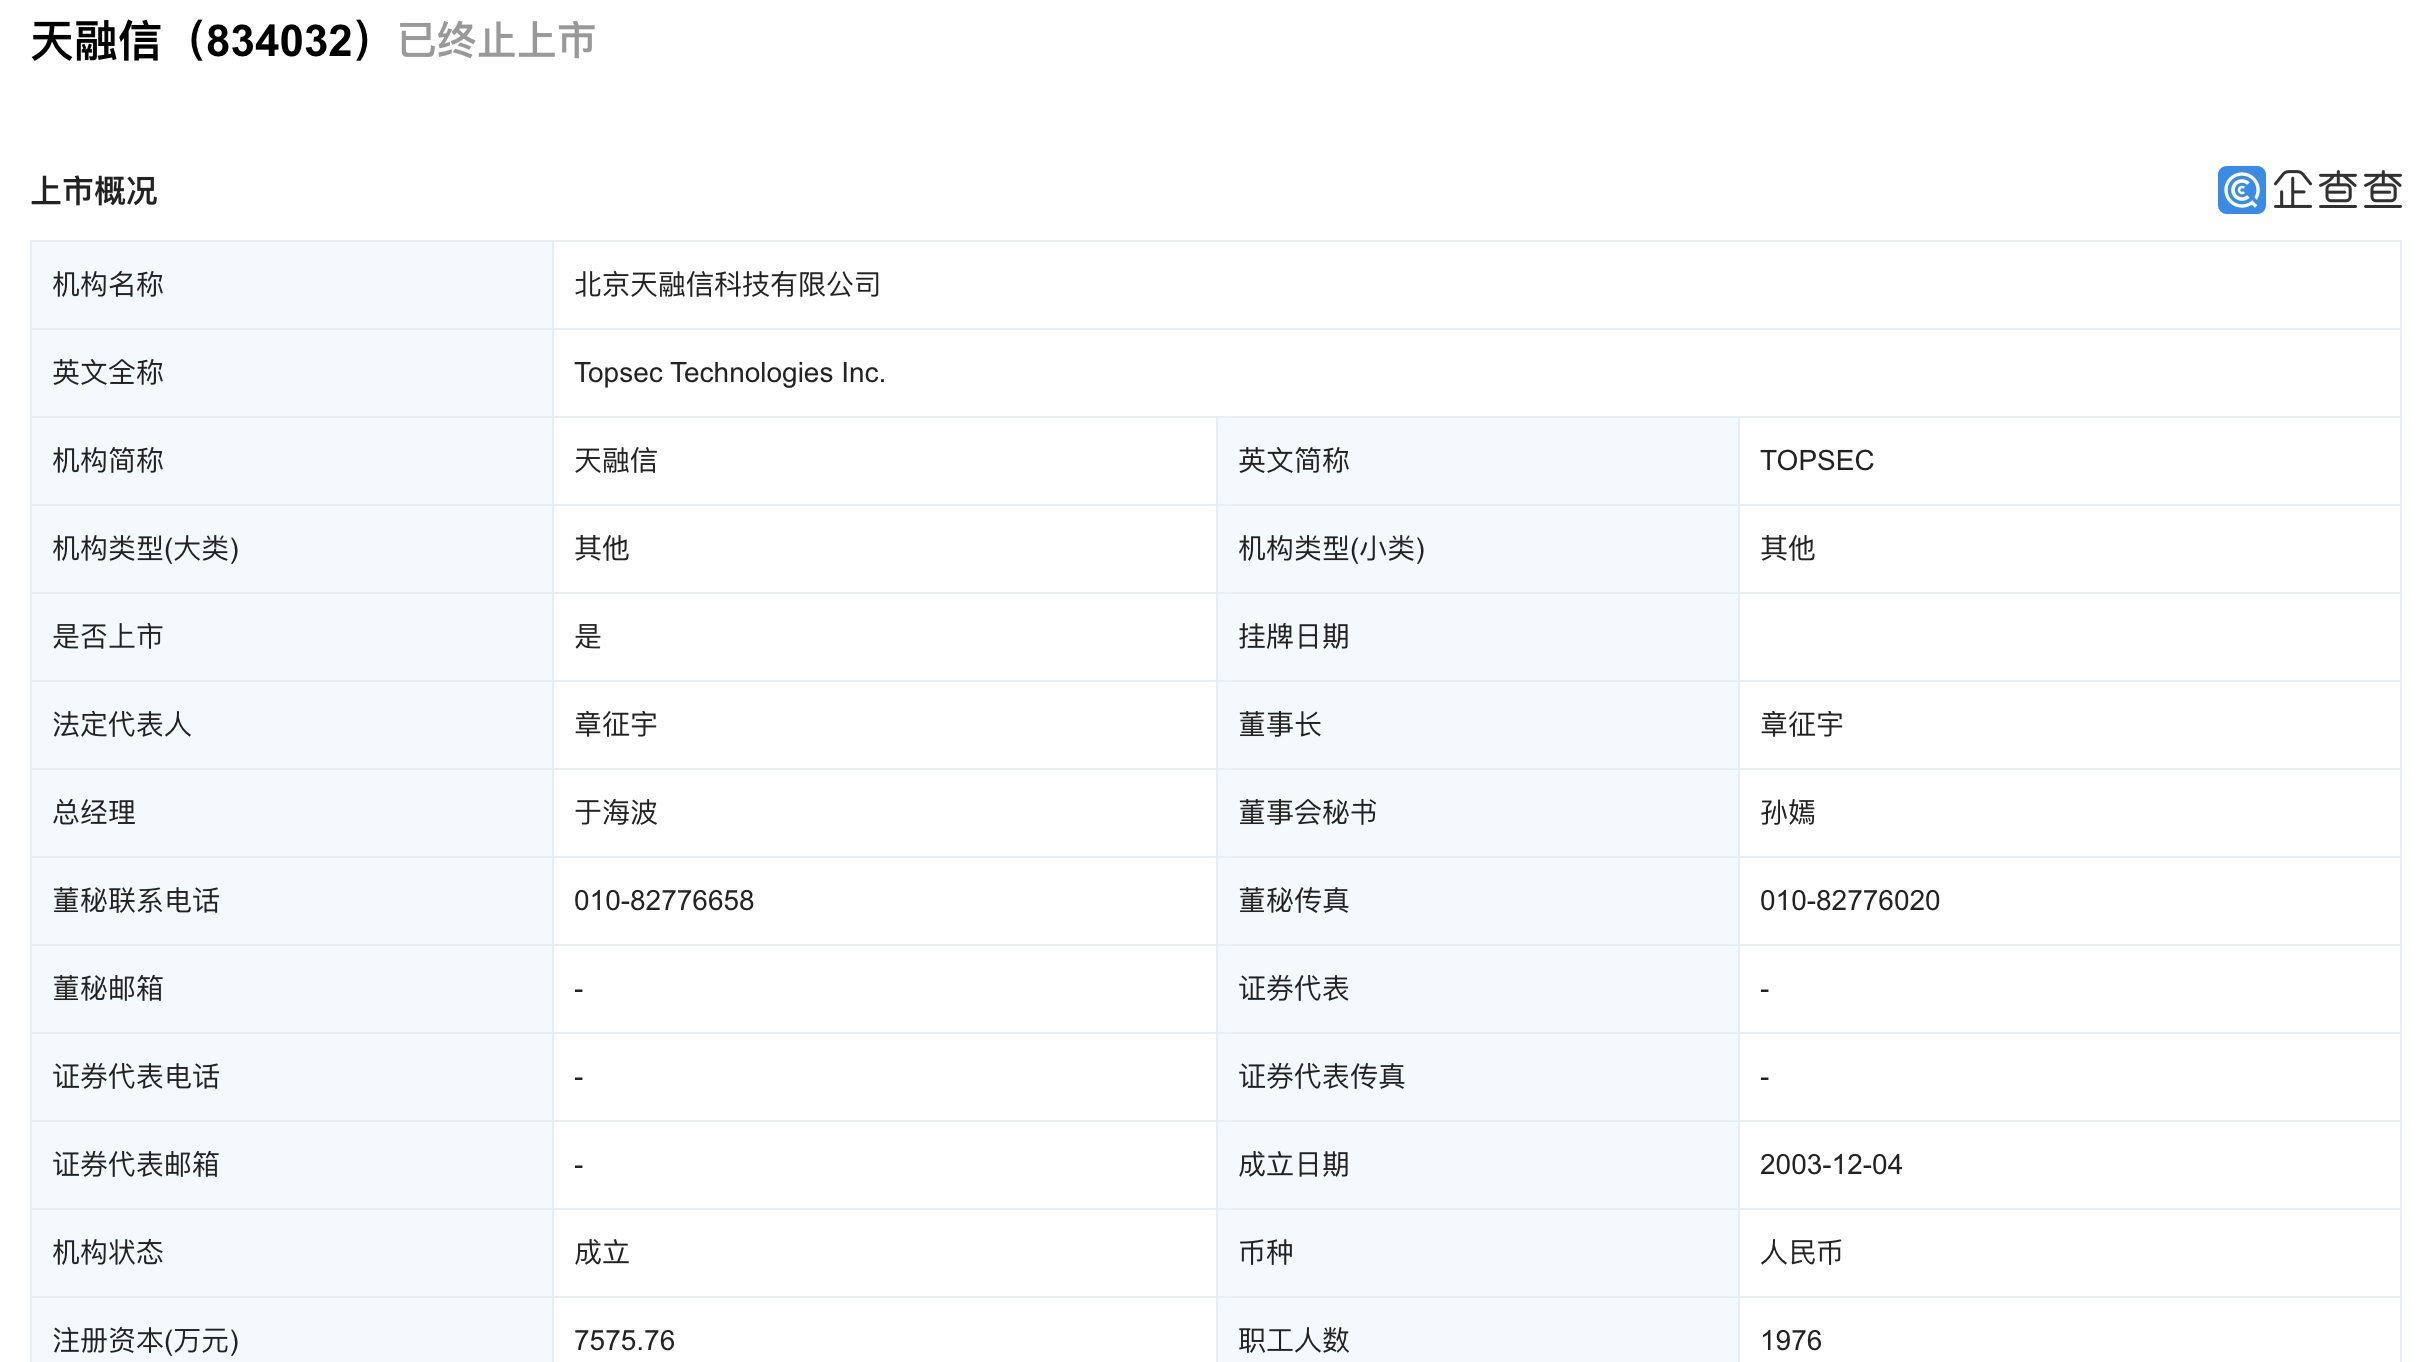 天融信（834032）已终止上市
上市概况
企查查
机构名称 北京天融信科技有限公司
英文全称 Topsec Technologies Inc.
机构简称 天融信 英文简称 TOPSEC
机构类型(大类) 其他 机构类型(小类) 其他
是否上市 是 挂牌日期
法定代表人 章征宇 董事长 章征宇
总经理 于海波 董事会秘书 孙嫣
董秘联系电话 010-82776658 董秘传真 010-82776020
董秘邮箱 - 证券代表 -
证券代表电话 - 证券代表传真 -
证券代表邮箱 - 成立日期 2003-12-04
机构状态 成立 币种 人民币
注册资本(万元) 7575.76 职工人数 1976